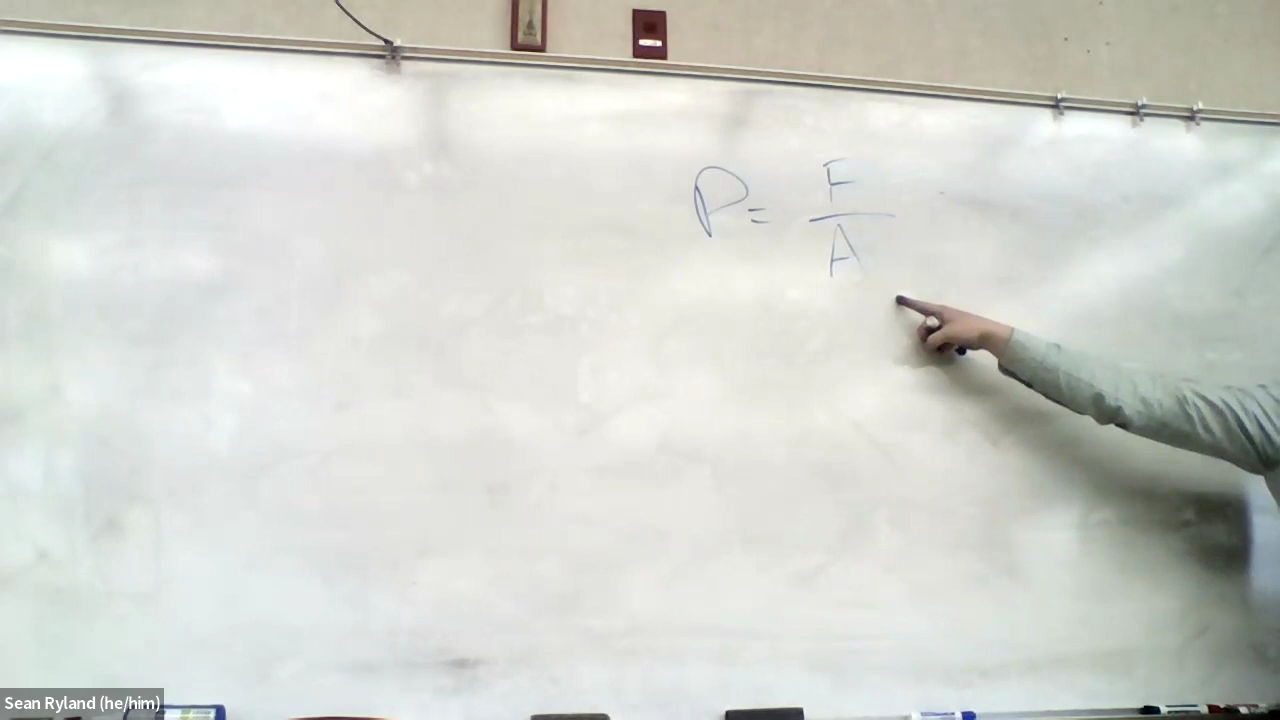 P = F/A
Sean Ryland (he/him)